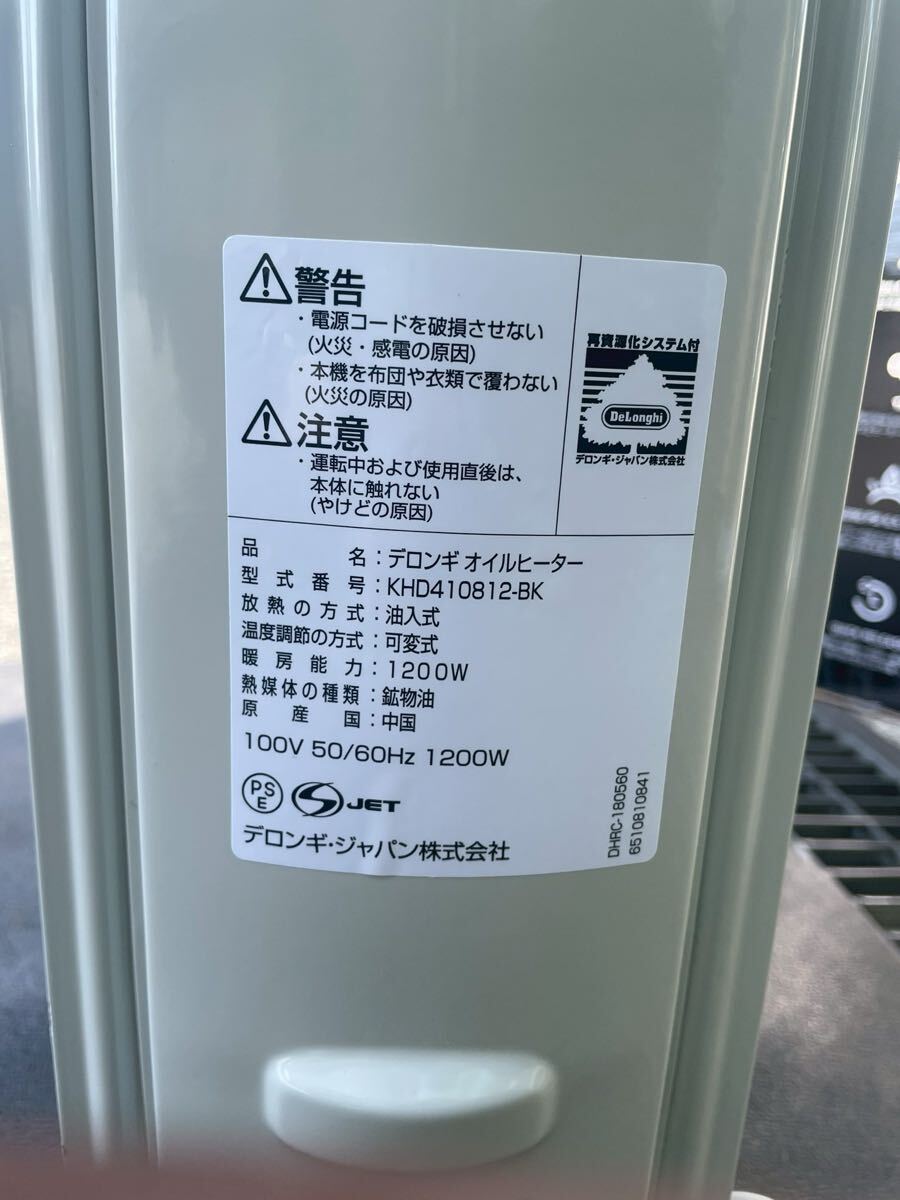 警告
・電源コードを破損させない
(火災・感電の原因)
・本機を布団や衣類で覆わない
(火災の原因)
注意
・運転中および使用直後は、
本体に触れない
(やけどの原因)
再資源化システム付
DeLonghi
デロンギ・ジャパン株式会社
品名:デロンギ オイルヒーター
型式番号:KHD410812-BK
放熱の方式:油入式
温度調節の方式:可変式
暖房能力:1200W
熱媒体の種類:鉱物油
原産国:中国
100V 50/60Hz 1200W
PS
E
JET
デロンギ・ジャパン株式会社
DHRC-180560
6510810841